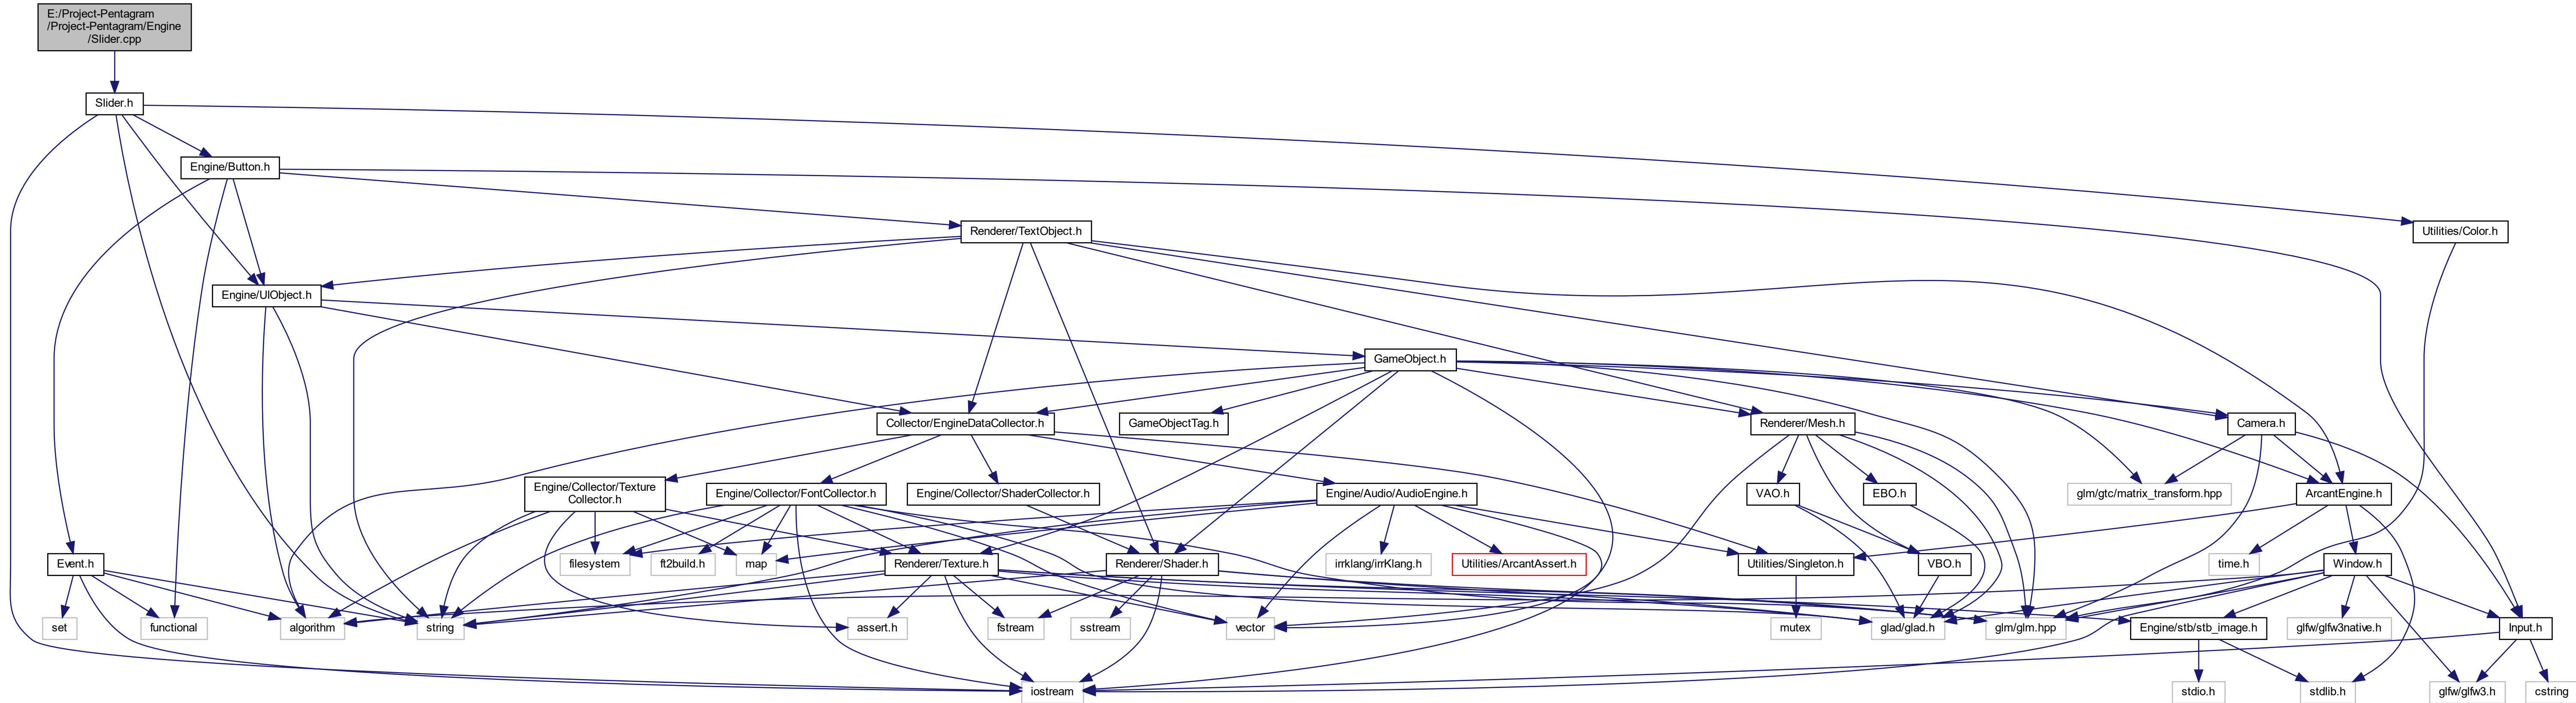 E:/Project-Pentagram
/Project-Pentagram/Engine
/Slider.cpp
Slider.h
Engine/Button.h
Renderer/TextObject.h
Utilities/Color.h
Engine/UIObject.h
GameObject.h
Collector/EngineDataCollector.h
GameObjectTag.h
Renderer/Mesh.h
Camera.h
Engine/Collector/Texture
Collector.h
Engine/Collector/FontCollector.h
Engine/Collector/ShaderCollector.h
Engine/Audio/AudioEngine.h
VAO.h
EBO.h
glm/gtc/matrix_transform.hpp
ArcantEngine.h
Event.h
filesystem
ft2build.h
map
Renderer/Texture.h
Renderer/Shader.h
irrklang/irrKlang.h
Utilities/ArcantAssert.h
Utilities/Singleton.h
VBO.h
time.h
Window.h
set
functional
algorithm
string
assert.h
fstream
sstream
vector
mutex
glad/glad.h
glm/glm.hpp
Engine/stb/stb_image.h
glfw/glfw3native.h
Input.h
iostream
stdio.h
stdlib.h
glfw/glfw3.h
cstring